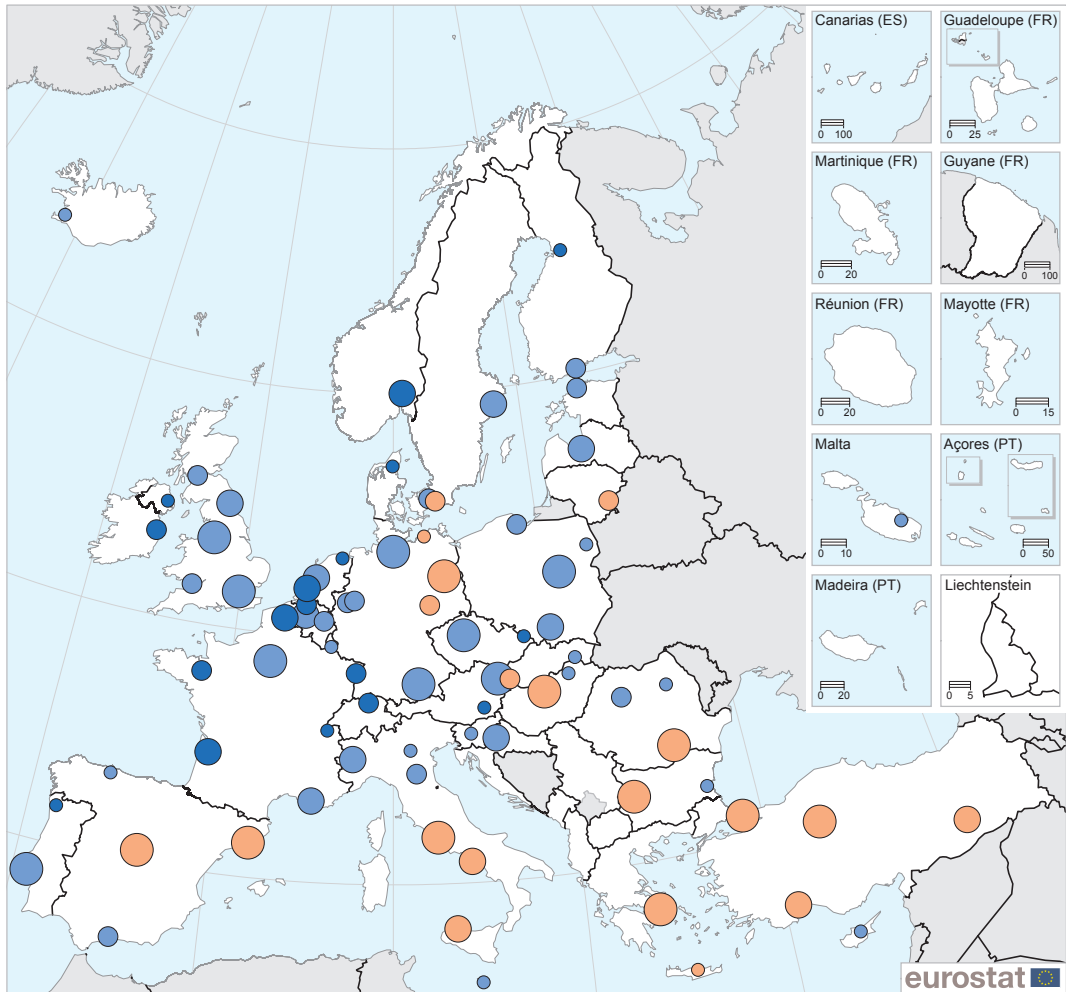 Canarias (ES)
0 100
Guadeloupe (FR)
0 25
Martinique (FR)
0 20
Guyane (FR)
0 100
Réunion (FR)
0 20
Mayotte (FR)
0 15
Malta
0 10
Açores (PT)
0 50
Madeira (PT)
0 20
Liechtenstein
0 5
eurostat